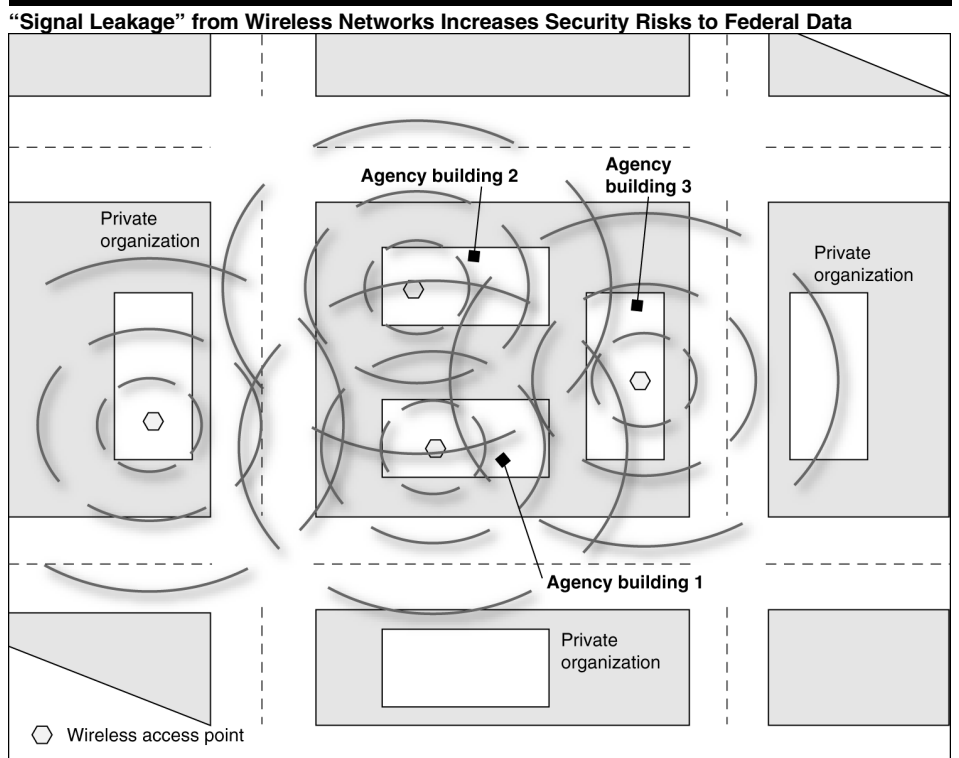 “Signal Leakage” from Wireless Networks Increases Security Risks to Federal Data
Agency building 2
Agency
building 3
Private
organization
Private
organization
Agency building 1
Private
organization
Wireless access point